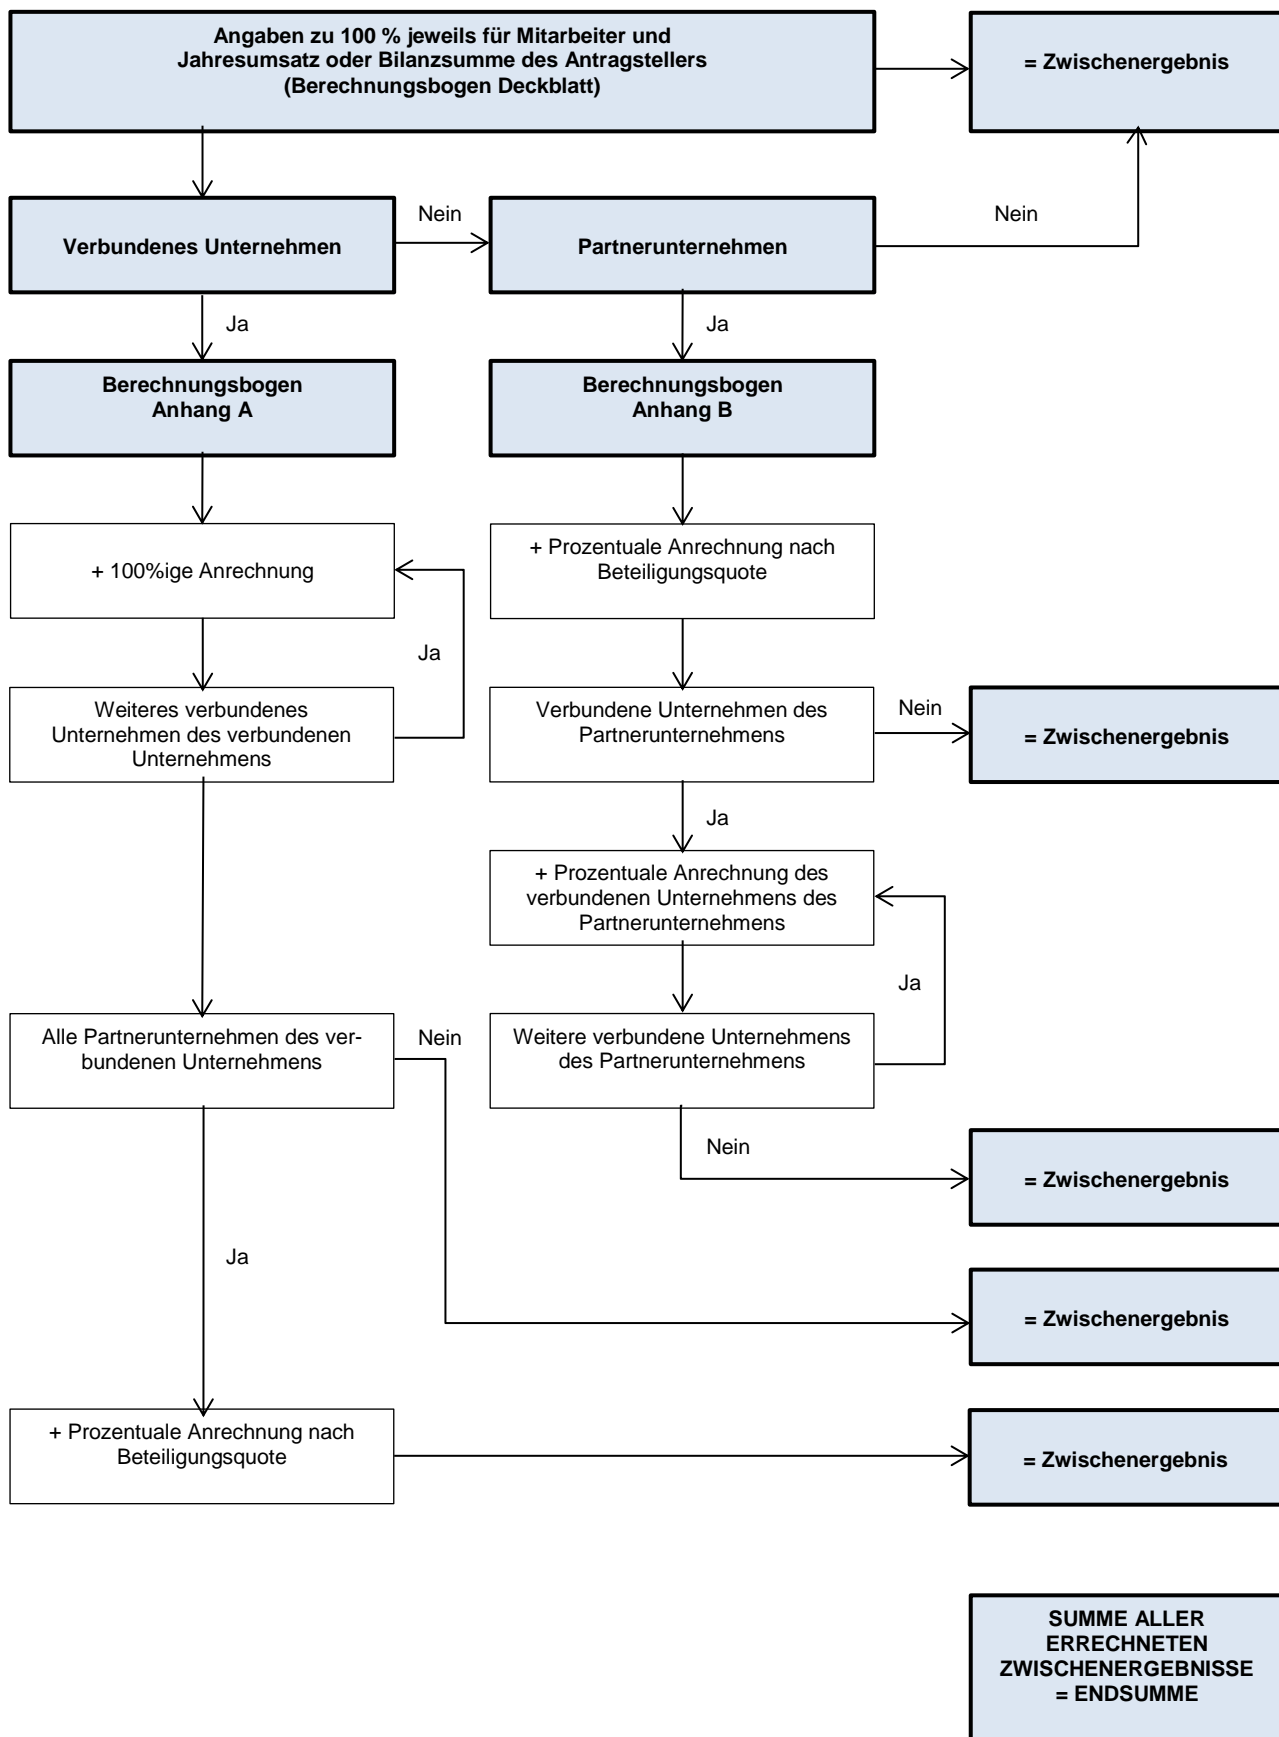 Angaben zu 100 % jeweils für Mitarbeiter und
Jahresumsatz oder Bilanzsumme des Antragstellers
(Berechnungsbogen Deckblatt)
= Zwischenergebnis
Verbundenes Unternehmen
Nein
Partnerunternehmen
Nein
Ja
Ja
Berechnungsbogen
Anhang A
Berechnungsbogen
Anhang B
+ 100%ige Anrechnung
+ Prozentuale Anrechnung nach
Beteiligungsquote
Ja
Weiteres verbundenes
Unternehmen des verbundenen
Unternehmens
Verbundene Unternehmen des
Partnerunternehmens
Nein
= Zwischenergebnis
Ja
+ Prozentuale Anrechnung des
verbundenen Unternehmens des
Partnerunternehmens
Ja
Alle Partnerunternehmen des ver-
bundenen Unternehmens
Nein
Weitere verbundene Unternehmens
des Partnerunternehmens
Nein
= Zwischenergebnis
Ja
= Zwischenergebnis
+ Prozentuale Anrechnung nach
Beteiligungsquote
= Zwischenergebnis
SUMME ALLER
ERRECHNETEN
ZWISCHENERGEBNISSE
= ENDSUMME